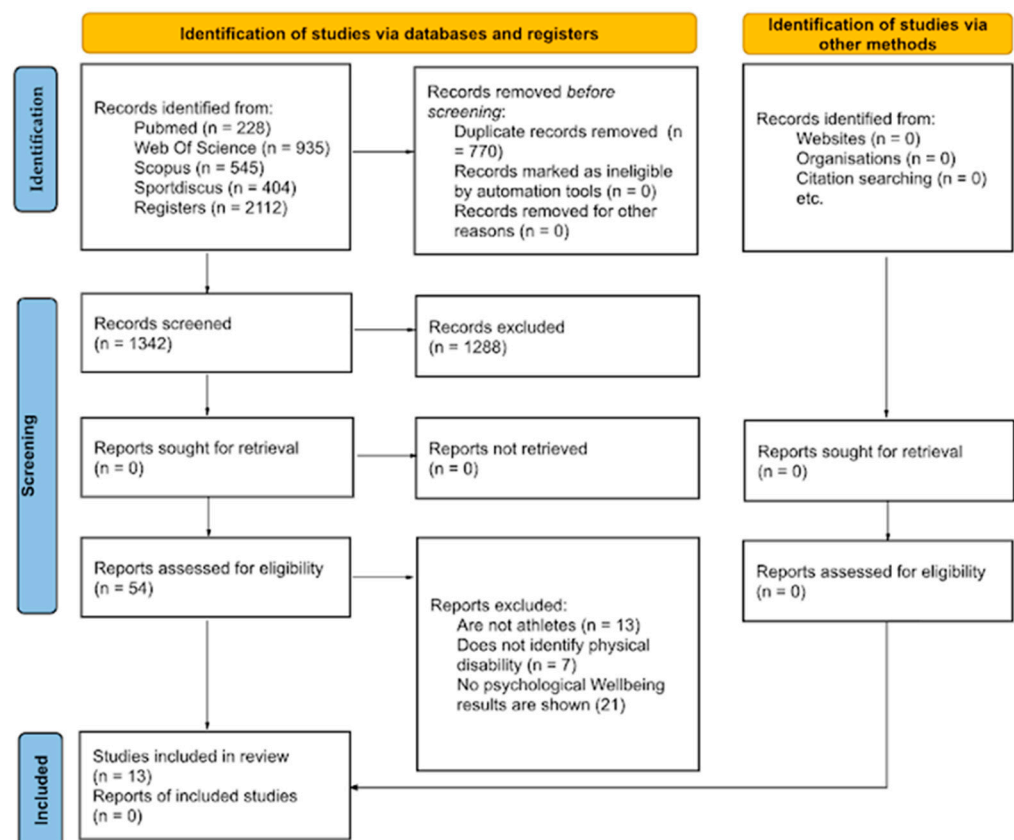 Identification of studies via databases and registers
Identification of studies via
other methods
Identification
Records identified from:
Pubmed (n = 228)
Web Of Science (n = 935)
Scopus (n = 545)
Sportdiscus (n = 404)
Registers (n = 2112)
Records removed before
screening:
Duplicate records removed (n
= 770)
Records marked as ineligible
by automation tools (n = 0)
Records removed for other
reasons (n = 0)
Records identified from:
Websites (n = 0)
Organisations (n = 0)
Citation searching (n = 0)
etc.
Screening
Records screened
(n = 1342)
Records excluded
(n = 1288)
Reports sought for retrieval
(n = 0)
Reports not retrieved
(n = 0)
Reports sought for retrieval
(n = 0)
Reports assessed for eligibility
(n = 54)
Reports excluded:
Are not athletes (n = 13)
Does not identify physical
disability (n = 7)
No psychological Wellbeing
results are shown (21)
Reports assessed for eligibility
(n = 0)
Included
Studies included in review
(n = 13)
Reports of included studies
(n = 0)